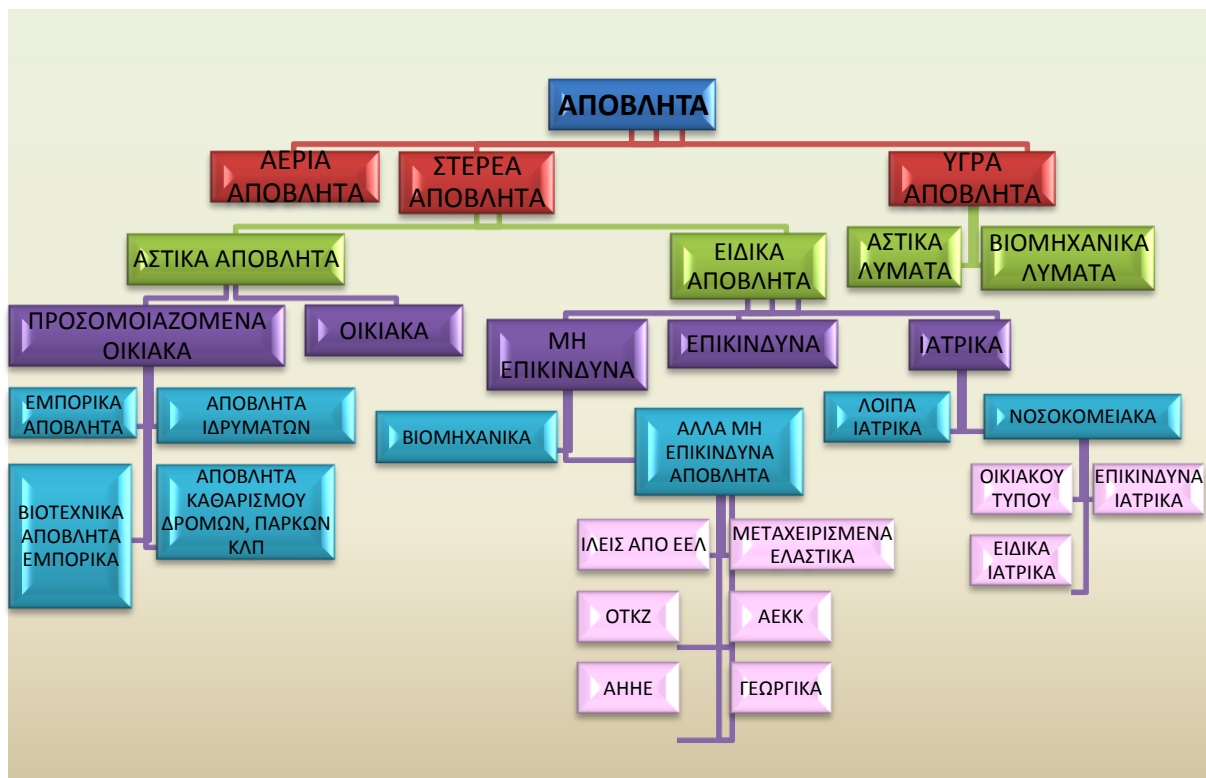 ΑΠΟΒΛΗΤΑ
ΑΕΡΙΑ
ΑΠΟΒΛΗΤΑ
ΣΤΕΡΕΑ
ΑΠΟΒΛΗΤΑ
ΥΓΡΑ
ΑΠΟΒΛΗΤΑ
ΑΣΤΙΚΑ ΑΠΟΒΛΗΤΑ
ΕΙΔΙΚΑ
ΑΠΟΒΛΗΤΑ
ΑΣΤΙΚΑ
ΛΥΜΑΤΑ
ΒΙΟΜΗΧΑΝΙΚΑ
ΛΥΜΑΤΑ
ΠΡΟΣΟΜΟΙΑΖΟΜΕΝΑ
ΟΙΚΙΑΚΑ
ΟΙΚΙΑΚΑ
ΜΗ
ΕΠΙΚΙΝΔΥΝΑ
ΕΠΙΚΙΝΔΥΝΑ
ΙΑΤΡΙΚΑ
ΕΜΠΟΡΙΚΑ
ΑΠΟΒΛΗΤΑ
ΑΠΟΒΛΗΤΑ
ΙΔΡΥΜΑΤΩΝ
ΒΙΟΜΗΧΑΝΙΚΑ
ΑΛΛΑ ΜΗ
ΕΠΙΚΙΝΔΥΝΑ
ΑΠΟΒΛΗΤΑ
ΛΟΙΠΑ
ΙΑΤΡΙΚΑ
ΝΟΣΟΚΟΜΕΙΑΚΑ
ΒΙΟΤΕΧΝΙΚΑ
ΑΠΟΒΛΗΤΑ
ΕΜΠΟΡΙΚΑ
ΑΠΟΒΛΗΤΑ
ΚΑΘΑΡΙΣΜΟΥ
ΔΡΟΜΩΝ, ΠΑΡΚΩΝ
ΚΛΠ
ΟΙΚΙΑΚΟΥ
ΤΥΠΟΥ
ΕΠΙΚΙΝΔΥΝΑ
ΙΑΤΡΙΚΑ
ΙΛΕΙΣ ΑΠΟ ΕΕΛ
ΜΕΤΑΧΕΙΡΙΣΜΕΝΑ
ΕΛΑΣΤΙΚΑ
ΕΙΔΙΚΑ
ΙΑΤΡΙΚΑ
ΟΤΚΖ
ΑΕΚΚ
ΑΗΗΕ
ΓΕΩΡΓΙΚΑ